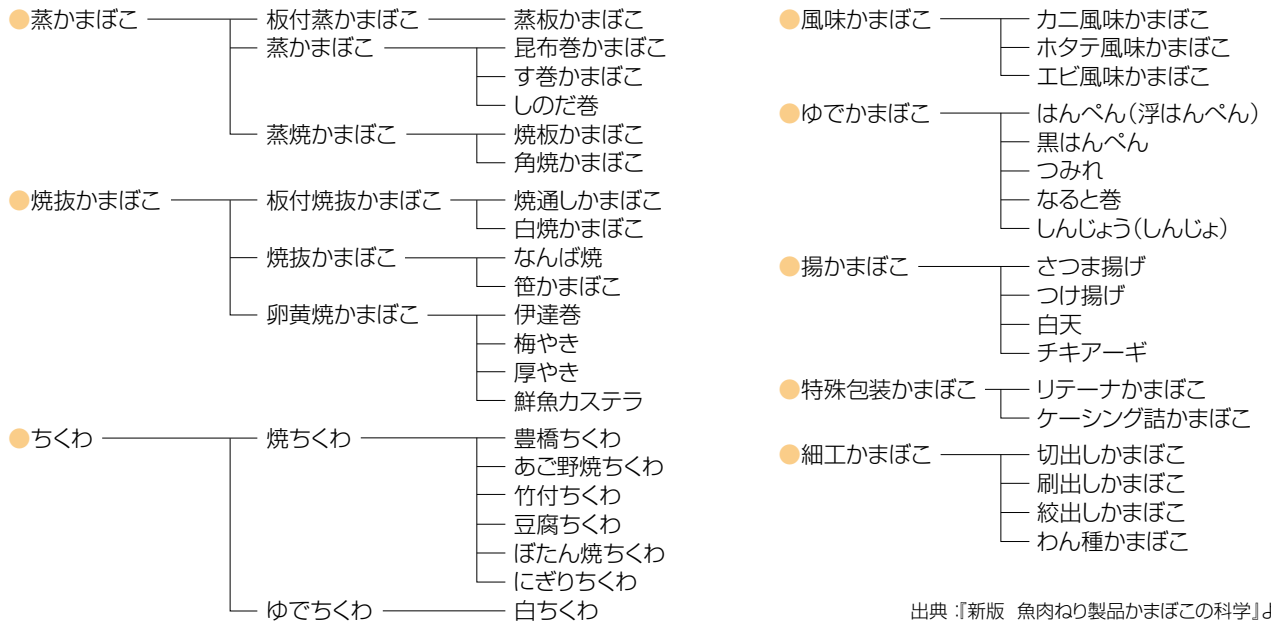 ●蒸かまぼこ
板付蒸かまぼこ
蒸板かまぼこ
蒸かまぼこ
昆布巻かまぼこ
す巻かまぼこ
しのだ巻
蒸焼かまぼこ
焼板かまぼこ
角焼かまぼこ
●焼抜かまぼこ
板付焼抜かまぼこ
焼通しかまぼこ
白焼かまぼこ
焼抜かまぼこ
なんば焼
笹かまぼこ
卵黄焼かまぼこ
伊達巻
梅やき
厚やき
鮮魚カステラ
●ちくわ
焼ちくわ
豊橋ちくわ
あご野焼ちくわ
竹付ちくわ
豆腐ちくわ
ぼたん焼ちくわ
にぎりちくわ
ゆでちくわ
白ちくわ
●風味かまぼこ
カニ風味かまぼこ
ホタテ風味かまぼこ
エビ風味かまぼこ
●ゆでかまぼこ
はんぺん(浮はんぺん)
黒はんぺん
つみれ
なると巻
しんじょう(しんじょ)
●揚かまぼこ
さつま揚げ
つけ揚げ
白天
チキアーギ
●特殊包装かまぼこ
リテーナかまぼこ
ケーシング詰かまぼこ
●細工かまぼこ
切出しかまぼこ
刷出しかまぼこ
絞出しかまぼこ
わん種かまぼこ
出典:『新版 魚肉ねり製品かまぼこの科学』よ